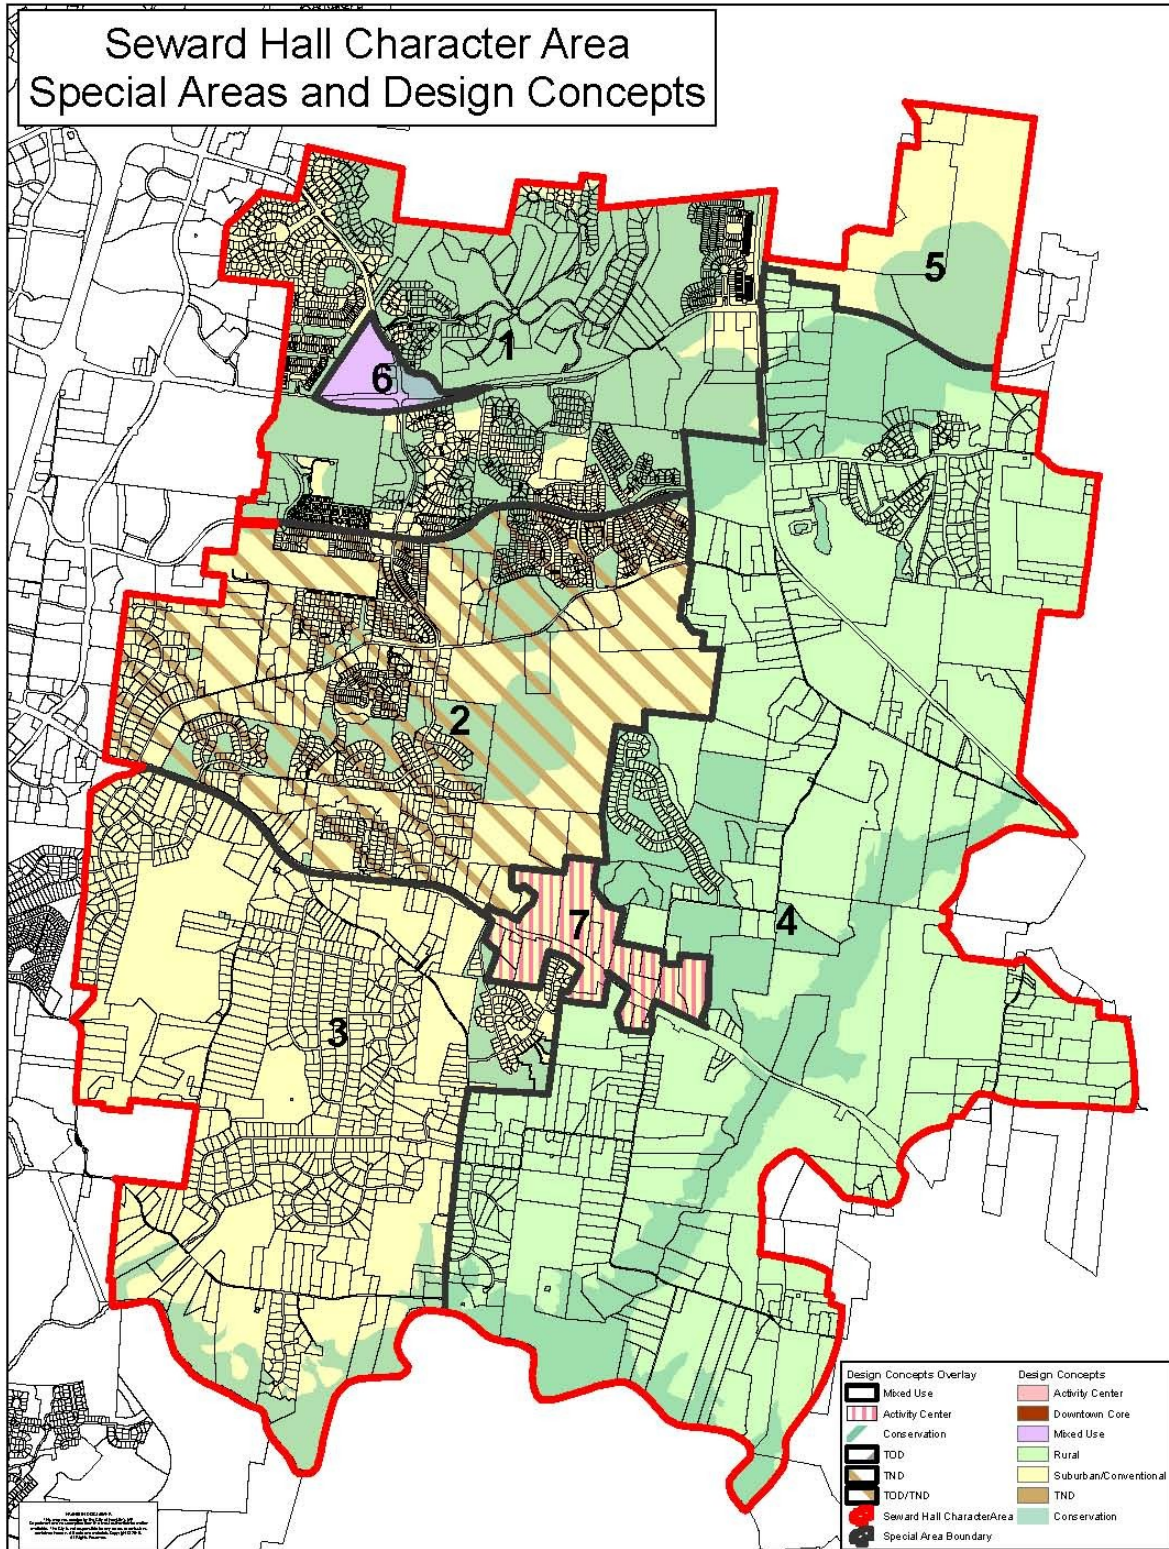 Seward Hall Character Area
Special Areas and Design Concepts
5
1
6
2
7
4
3
Design Concepts Overlay
Mixed Use
Activity Center
Conservation
TOD
TND
TOD/TND
Seward Hall CharacterArea
Special Area Boundary
Design Concepts
Activity Center
Downtown Core
Mixed Use
Rural
Suburban/Conventional
TND
Conservation